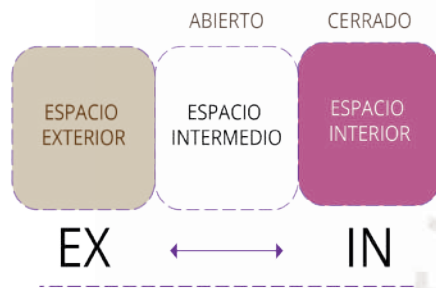 ABIERTO CERRADO
ESPACIO EXTERIOR
ESPACIO INTERMEDIO
ESPACIO INTERIOR
EX IN